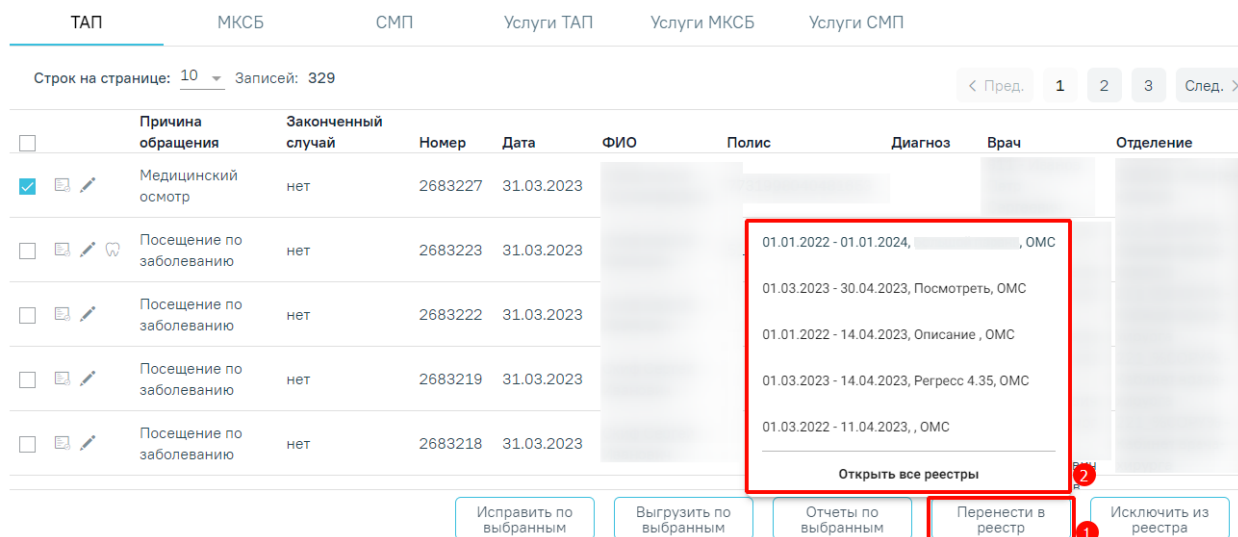 ТАП МКСБ СМП Услуги ТАП Услуги МКСБ Услуги СМП
Строк на странице: 10 Записей: 329 < Пред. 1 2 3 След. >
Причина обращения Законченный случай Номер Дата ФИО Полис Диагноз Врач Отделение
Медицинский осмотр нет 2683227 31.03.2023
Посещение по заболеванию нет 2683223 31.03.2023
Посещение по заболеванию нет 2683222 31.03.2023
Посещение по заболеванию нет 2683219 31.03.2023
Посещение по заболеванию нет 2683218 31.03.2023
01.01.2022 - 01.01.2024, , ОМС
01.03.2023 - 30.04.2023, Посмотреть, ОМС
01.01.2022 - 14.04.2023, Описание , ОМС
01.03.2023 - 14.04.2023, Регресс 4.35, ОМС
01.03.2022 - 11.04.2023, , ОМС
Открыть все реестры
2
Исправить по выбранным Выгрузить по выбранным Отчеты по выбранным Перенести в реестр 1 Исключить из реестра